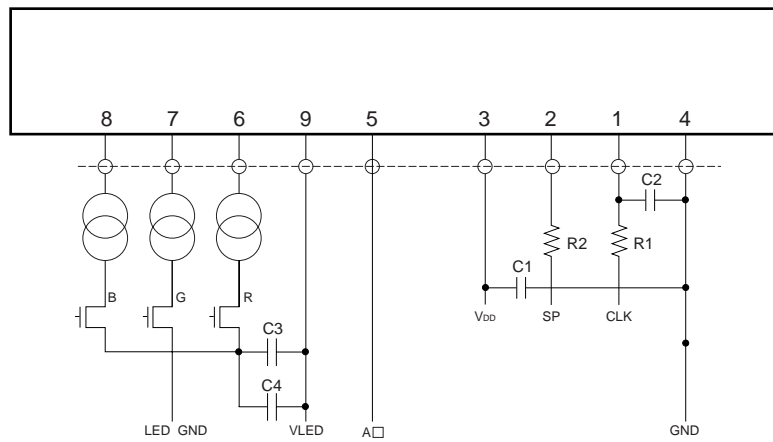 8 7 6 9 5 3 2 1 4
C2
R2 R1
C1
B G R
VDD SP CLK
C3
C4
LED GND VLED A□ GND